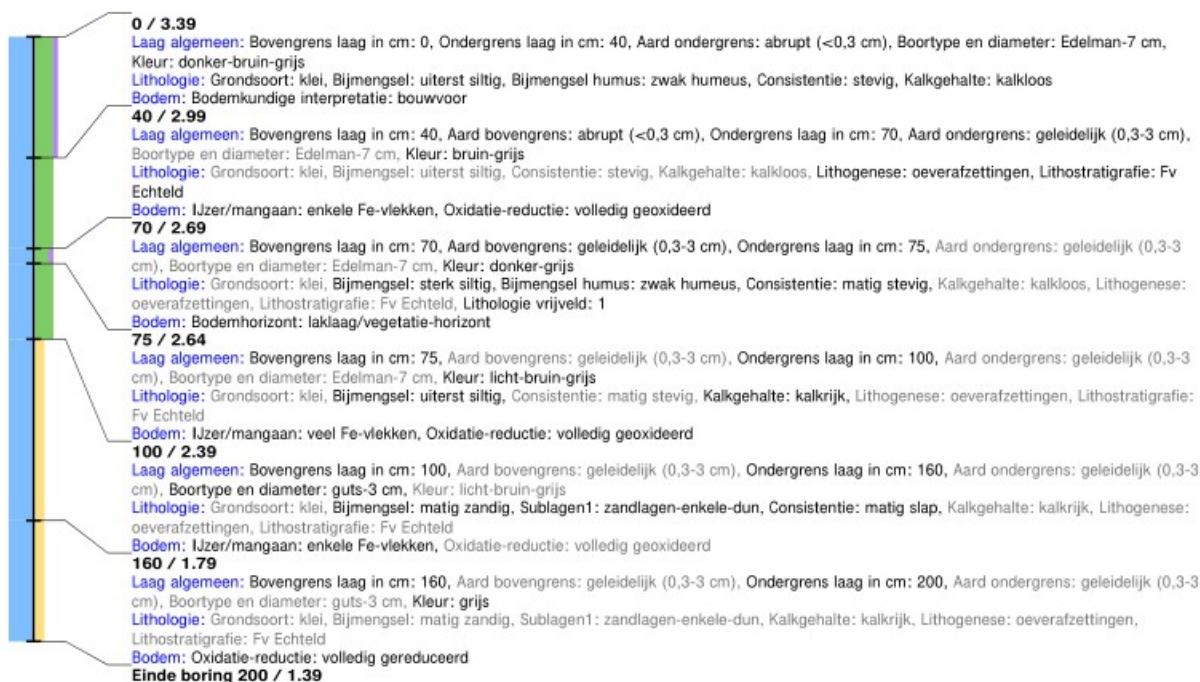 0 / 3.39
Laag algemeen: Bovengrens laag in cm: 0, Ondergrens laag in cm: 40, Aard ondergrens: abrupt (<0,3 cm), Boortype en diameter: Edelman-7 cm,
Kleur: donker-bruin-grijs
Lithologie: Grondsoort: klei, Bijmengsel: uiterst siltig, Bijmengsel humus: zwak humeus, Consistentie: stevig, Kalkgehalte: kalkloos
Bodem: Bodemkundige interpretatie: bouwvoor
40 / 2.99
Laag algemeen: Bovengrens laag in cm: 40, Aard bovengrens: abrupt (<0,3 cm), Ondergrens laag in cm: 70, Aard ondergrens: geleidelijk (0,3-3 cm),
Boortype en diameter: Edelman-7 cm, Kleur: bruin-grijs
Lithologie: Grondsoort: klei, Bijmengsel: uiterst siltig, Consistentie: stevig, Kalkgehalte: kalkloos, Lithogenese: oeverafzettingen, Lithostratigrafie: Fv
Echteld
Bodem: IJzer/mangaan: enkele Fe-vlekken, Oxidatie-reductie: volledig geoxideerd
70 / 2.69
Laag algemeen: Bovengrens laag in cm: 70, Aard bovengrens: geleidelijk (0,3-3 cm), Ondergrens laag in cm: 75, Aard ondergrens: geleidelijk (0,3-3
cm), Boortype en diameter: Edelman-7 cm, Kleur: donker-grijs
Lithologie: Grondsoort: klei, Bijmengsel: sterk siltig, Bijmengsel humus: zwak humeus, Consistentie: matig stevig, Kalkgehalte: kalkloos, Lithogenese:
oeverafzettingen, Lithostratigrafie: Fv Echteld, Lithologie vrijveld: 1
Bodem: Bodemhorizont: laklaag/vegetatie-horizont
75 / 2.64
Laag algemeen: Bovengrens laag in cm: 75, Aard bovengrens: geleidelijk (0,3-3 cm), Ondergrens laag in cm: 100, Aard ondergrens: geleidelijk (0,3-3
cm), Boortype en diameter: Edelman-7 cm, Kleur: licht-bruin-grijs
Lithologie: Grondsoort: klei, Bijmengsel: uiterst siltig, Consistentie: matig stevig, Kalkgehalte: kalkrijk, Lithogenese: oeverafzettingen, Lithostratigrafie:
Fv Echteld
Bodem: IJzer/mangaan: veel Fe-vlekken, Oxidatie-reductie: volledig geoxideerd
100 / 2.39
Laag algemeen: Bovengrens laag in cm: 100, Aard bovengrens: geleidelijk (0,3-3 cm), Ondergrens laag in cm: 160, Aard ondergrens: geleidelijk (0,3-3
cm), Boortype en diameter: guts-3 cm, Kleur: licht-bruin-grijs
Lithologie: Grondsoort: klei, Bijmengsel: matig zandig, Sublagen1: zandlagen-enkele-dun, Consistentie: matig slap, Kalkgehalte: kalkrijk, Lithogenese:
oeverafzettingen, Lithostratigrafie: Fv Echteld
Bodem: IJzer/mangaan: enkele Fe-vlekken, Oxidatie-reductie: volledig geoxideerd
160 / 1.79
Laag algemeen: Bovengrens laag in cm: 160, Aard bovengrens: geleidelijk (0,3-3 cm), Ondergrens laag in cm: 200, Aard ondergrens: geleidelijk (0,3-3
cm), Boortype en diameter: guts-3 cm, Kleur: grijs
Lithologie: Grondsoort: klei, Bijmengsel: matig zandig, Sublagen1: zandlagen-enkele-dun, Kalkgehalte: kalkrijk, Lithogenese: oeverafzettingen,
Lithostratigrafie: Fv Echteld
Bodem: Oxidatie-reductie: volledig gereduceerd
Einde boring 200 / 1.39